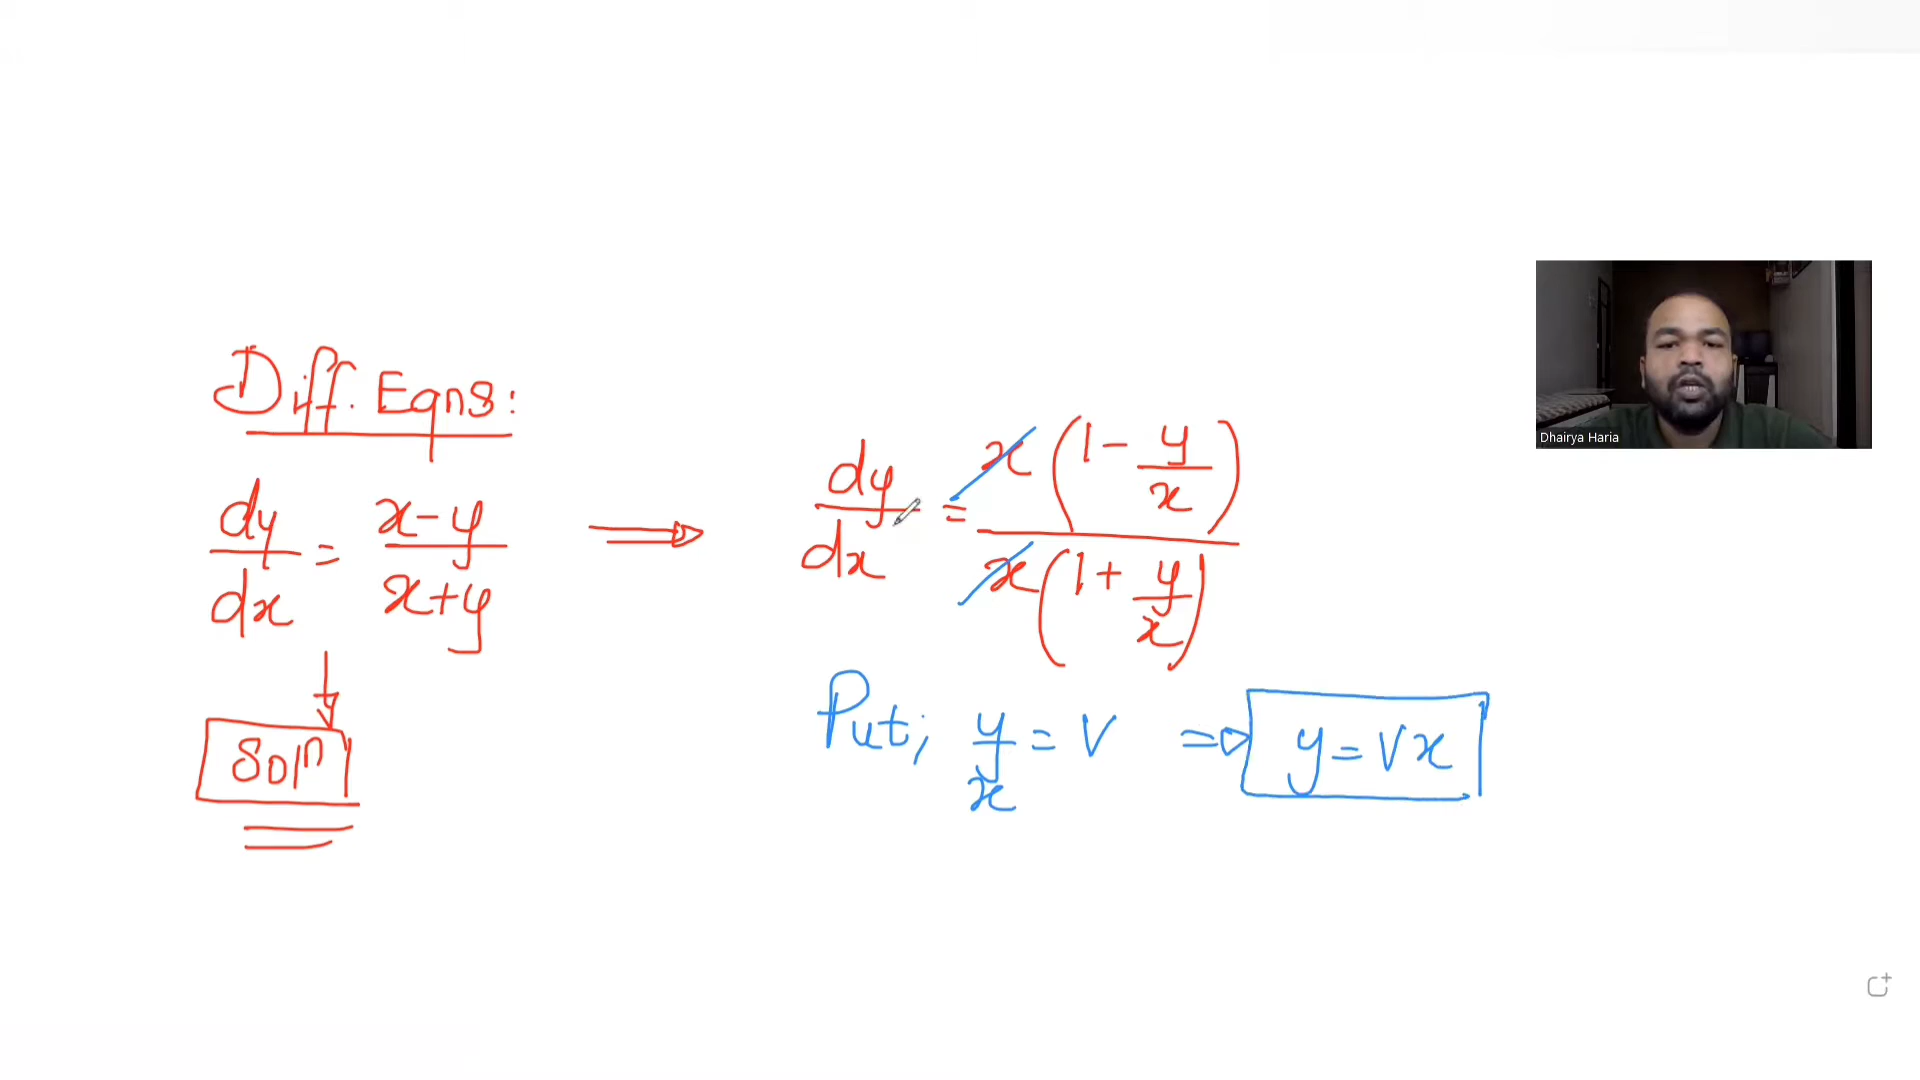 Diff. Eqns:
dy/dx = x-y/x+y ⟹ dy/dx = x(1 - y/x)/x(1 + y/x)
Soln
Put; y/x = V ⟹ y = Vx
Dhairya Haria